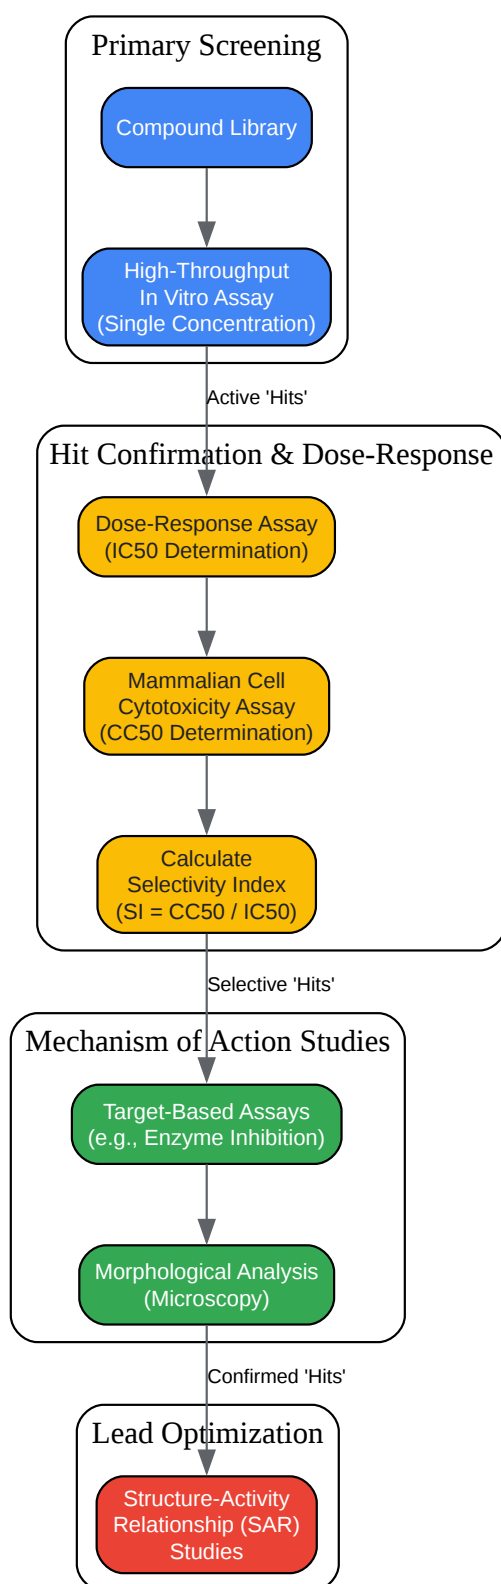 Primary Screening
Compound Library
High-Throughput
In Vitro Assay
(Single Concentration)
Active 'Hits'
Hit Confirmation & Dose-Response
Dose-Response Assay
(IC50 Determination)
Mammalian Cell
Cytotoxicity Assay
(CC50 Determination)
Calculate
Selectivity Index
(SI = CC50 / IC50)
Selective 'Hits'
Mechanism of Action Studies
Target-Based Assays
(e.g., Enzyme Inhibition)
Morphological Analysis
(Microscopy)
Confirmed 'Hits'
Lead Optimization
Structure-Activity
Relationship (SAR)
Studies